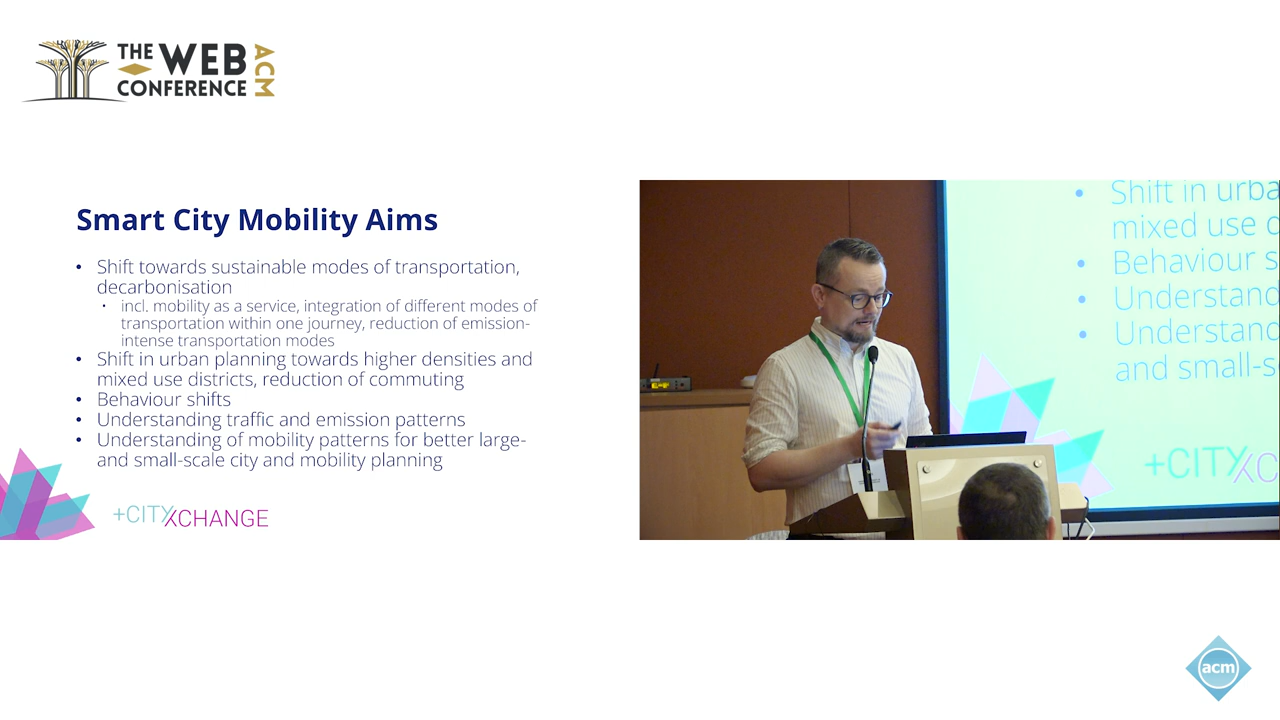 THE WEB
CONFERENCE
ACM
Smart City Mobility Aims
• Shift towards sustainable modes of transportation,
decarbonisation
• incl. mobility as a service, integration of different modes of
transportation within one journey, reduction of emission-
intense transportation modes
• Shift in urban planning towards higher densities and
mixed use districts, reduction of commuting
• Behaviour shifts
• Understanding traffic and emission patterns
• Understanding of mobility patterns for better large-
and small-scale city and mobility planning
+CITYXCHANGE
• Shift in urba
mixed use
• Behaviour s
• Understand
• Understand
and small-s
+CITYXC
acm